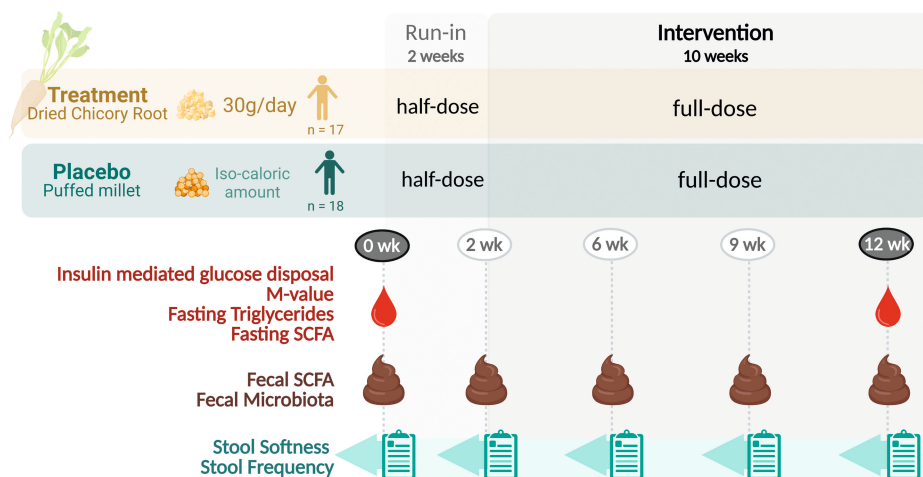 Run-in
2 weeks
Intervention
10 weeks
Treatment
Dried Chicory Root
30g/day
n = 17
half-dose
full-dose
Placebo
Puffed millet
Iso-caloric
amount
n = 18
half-dose
full-dose
0 wk
2 wk
6 wk
9 wk
12 wk
Insulin mediated glucose disposal
M-value
Fasting Triglycerides
Fasting SCFA
Fecal SCFA
Fecal Microbiota
Stool Softness
Stool Frequency